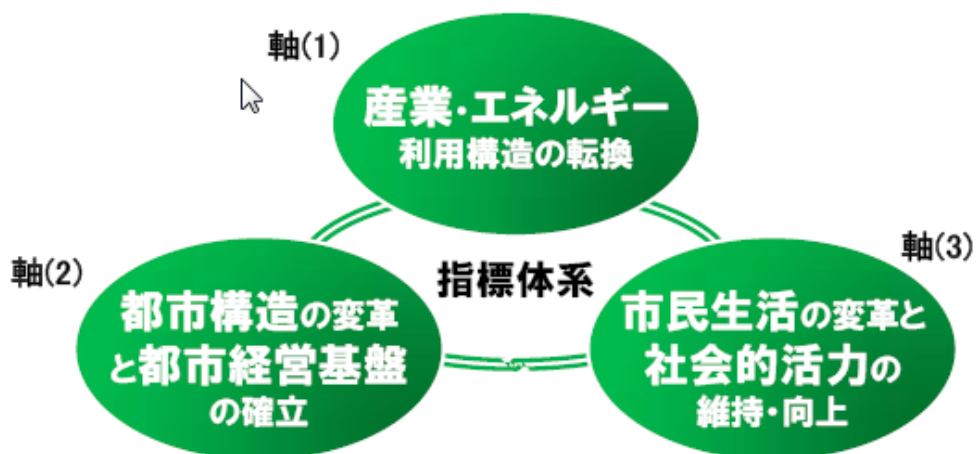 軸(1)
産業・エネルギー
利用構造の転換
軸(2)
都市構造の変革
と都市経営基盤
の確立
指標体系
軸(3)
市民生活の変革と
社会的活力の
維持・向上